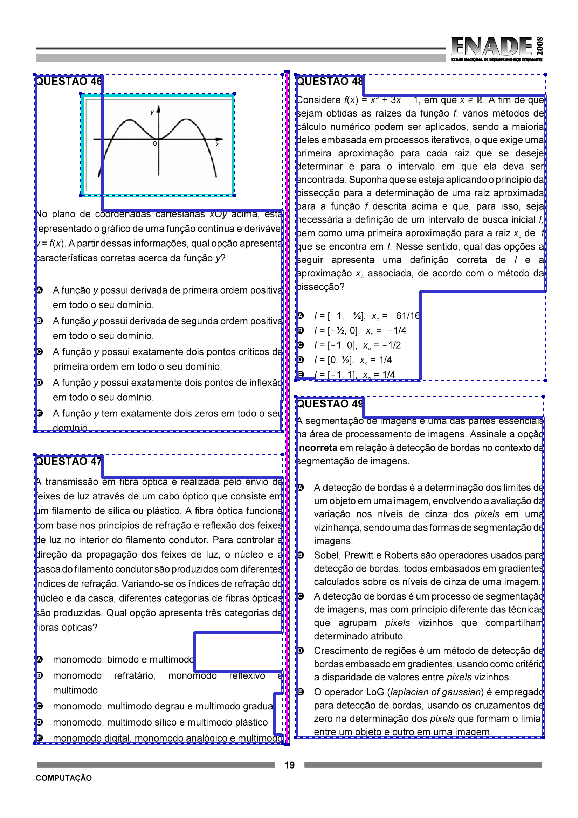 ENADE 2008
EXAME NACIONAL DE DESEMPENHO DOS ESTUDANTES
QUESTÃO 46
y
O
x
No plano de coordenadas cartesianas xOy acima, está
representado o gráfico de uma função contínua e derivável
y = f(x). A partir dessas informações, qual opção apresenta
características corretas acerca da função y?
A A função y possui derivada de primeira ordem positiva
em todo o seu domínio.
B A função y possui derivada de segunda ordem positiva
em todo o seu domínio.
C A função y possui exatamente dois pontos críticos de
primeira ordem em todo o seu domínio.
D A função y possui exatamente dois pontos de inflexão
em todo o seu domínio.
E A função y tem exatamente dois zeros em todo o seu
domínio.
QUESTÃO 47
A transmissão em fibra óptica é realizada pelo envio de
feixes de luz através de um cabo óptico que consiste em
um filamento de sílica ou plástico. A fibra óptica funciona
com base nos princípios de refração e reflexão dos feixes
de luz no interior do filamento condutor. Para controlar a
direção da propagação dos feixes de luz, o núcleo e a
casca do filamento condutor são produzidos com diferentes
índices de refração. Variando-se os índices de refração do
núcleo e da casca, diferentes categorias de fibras ópticas
são produzidas. Qual opção apresenta três categorias de
fibras ópticas?
A monomodo, bimodo e multimodo
B monomodo refratário, monomodo reflexivo e
multimodo
C monomodo, multimodo degrau e multimodo gradual
D monomodo, multimodo sílico e multimodo plástico
E monomodo digital, monomodo analógico e multimodo
QUESTÃO 48
Considere f(x) = x³ + 3x − 1, em que x ∈ ℝ. A fim de que
sejam obtidas as raízes da função f, vários métodos de
cálculo numérico podem ser aplicados, sendo a maioria
deles embasada em processos iterativos, o que exige uma
primeira aproximação para cada raiz que se deseje
determinar e para o intervalo em que ela deva ser
encontrada. Suponha que se esteja aplicando o princípio da
bissecção para a determinação de uma raiz aproximada
para a função f descrita acima e que, para isso, seja
necessária a definição de um intervalo de busca inicial I,
bem como uma primeira aproximação para a raiz x₀ de f
que se encontra em I. Nesse sentido, qual das opções a
seguir apresenta uma definição correta de I e a
aproximação x₀ associada, de acordo com o método da
bissecção?
A I = [−1, −½], x₀ = −61/16
B I = [−½, 0], x₀ = −1/4
C I = [−1, 0], x₀ = −1/2
D I = [0, ½], x₀ = 1/4
E I = [−1, 1], x₀ = 1/4
QUESTÃO 49
A segmentação de imagens é uma das partes essenciais
na área de processamento de imagens. Assinale a opção
incorreta em relação à detecção de bordas no contexto da
segmentação de imagens.
A A detecção de bordas é a determinação dos limites de
um objeto em uma imagem, envolvendo a avaliação da
variação nos níveis de cinza dos pixels em uma
vizinhança, sendo uma das formas de segmentação de
imagens.
B Sobel, Prewitt e Roberts são operadores usados para
detecção de bordas, todos embasados em gradientes
calculados sobre os níveis de cinza de uma imagem.
C A detecção de bordas é um processo de segmentação
de imagens, mas com princípio diferente das técnicas
que agrupam pixels vizinhos que compartilham
determinado atributo.
D Crescimento de regiões é um método de detecção de
bordas embasado em gradientes, usando como critério
a disparidade de valores entre pixels vizinhos.
E O operador LoG (laplacian of gaussian) é empregado
para detecção de bordas, usando os cruzamentos de
zero na determinação dos pixels que formam o limiar
entre um objeto e outro em uma imagem.
19
COMPUTAÇÃO